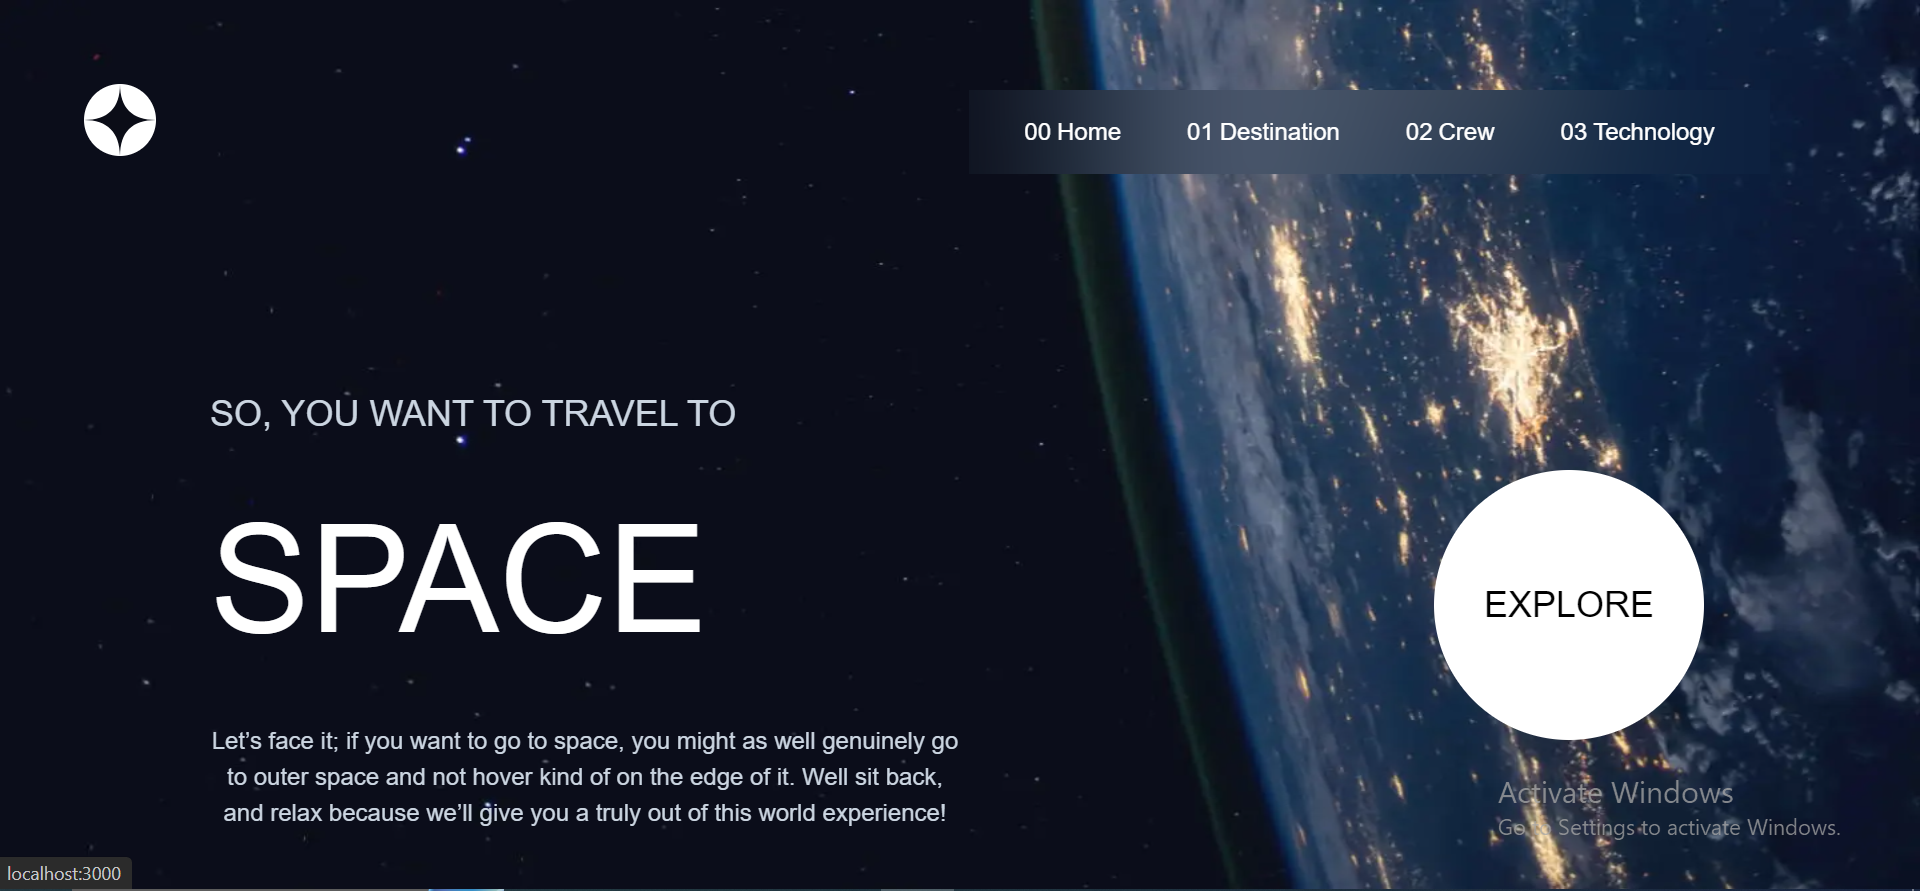 00 Home
01 Destination
02 Crew
03 Technology
SO, YOU WANT TO TRAVEL TO
SPACE
Let’s face it; if you want to go to space, you might as well genuinely go
to outer space and not hover kind of on the edge of it. Well sit back,
and relax because we’ll give you a truly out of this world experience!
EXPLORE
Activate Windows
Go to Settings to activate Windows.
localhost:3000